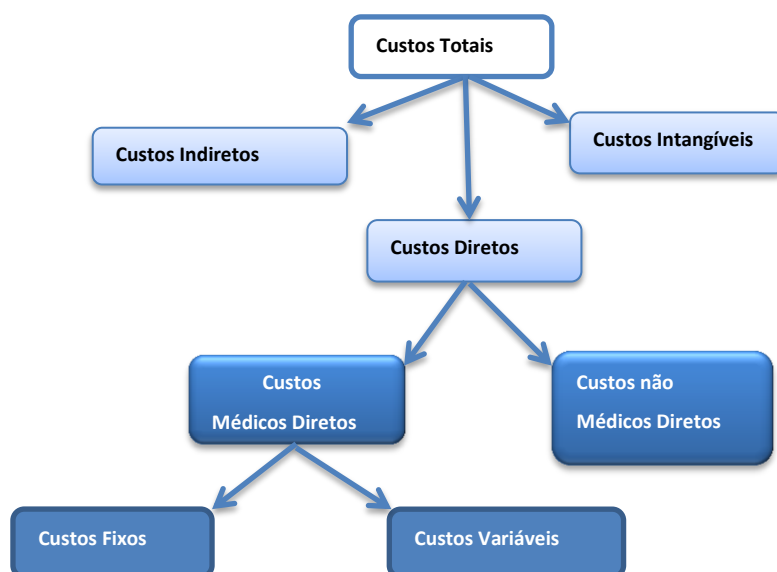 Custos Totais
Custos Indiretos
Custos Intangíveis
Custos Diretos
Custos
Médicos Diretos
Custos não
Médicos Diretos
Custos Fixos
Custos Variáveis